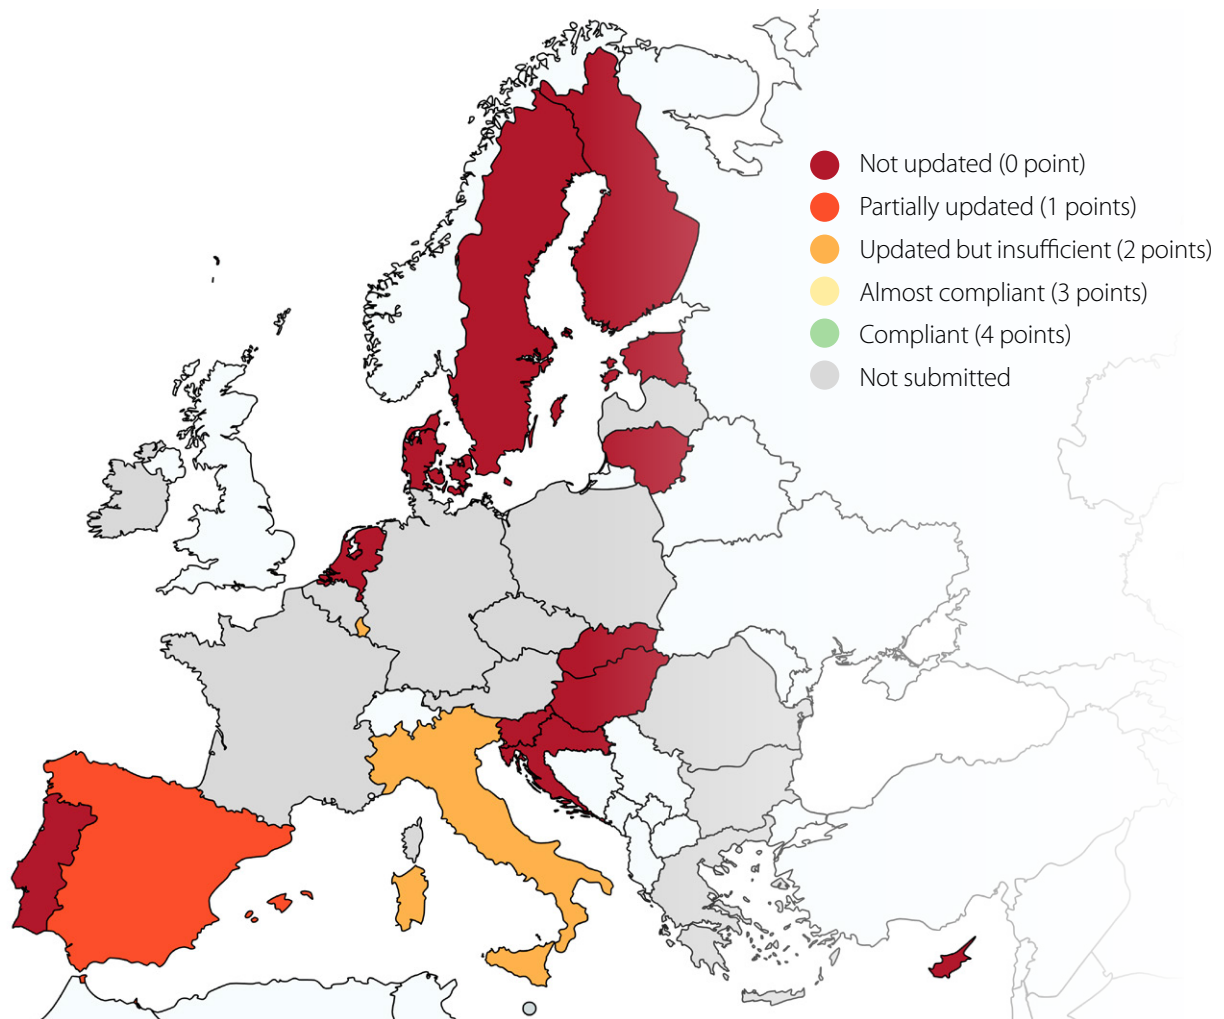 Not updated (0 point)
Partially updated (1 points)
Updated but insufficient (2 points)
Almost compliant (3 points)
Compliant (4 points)
Not submitted